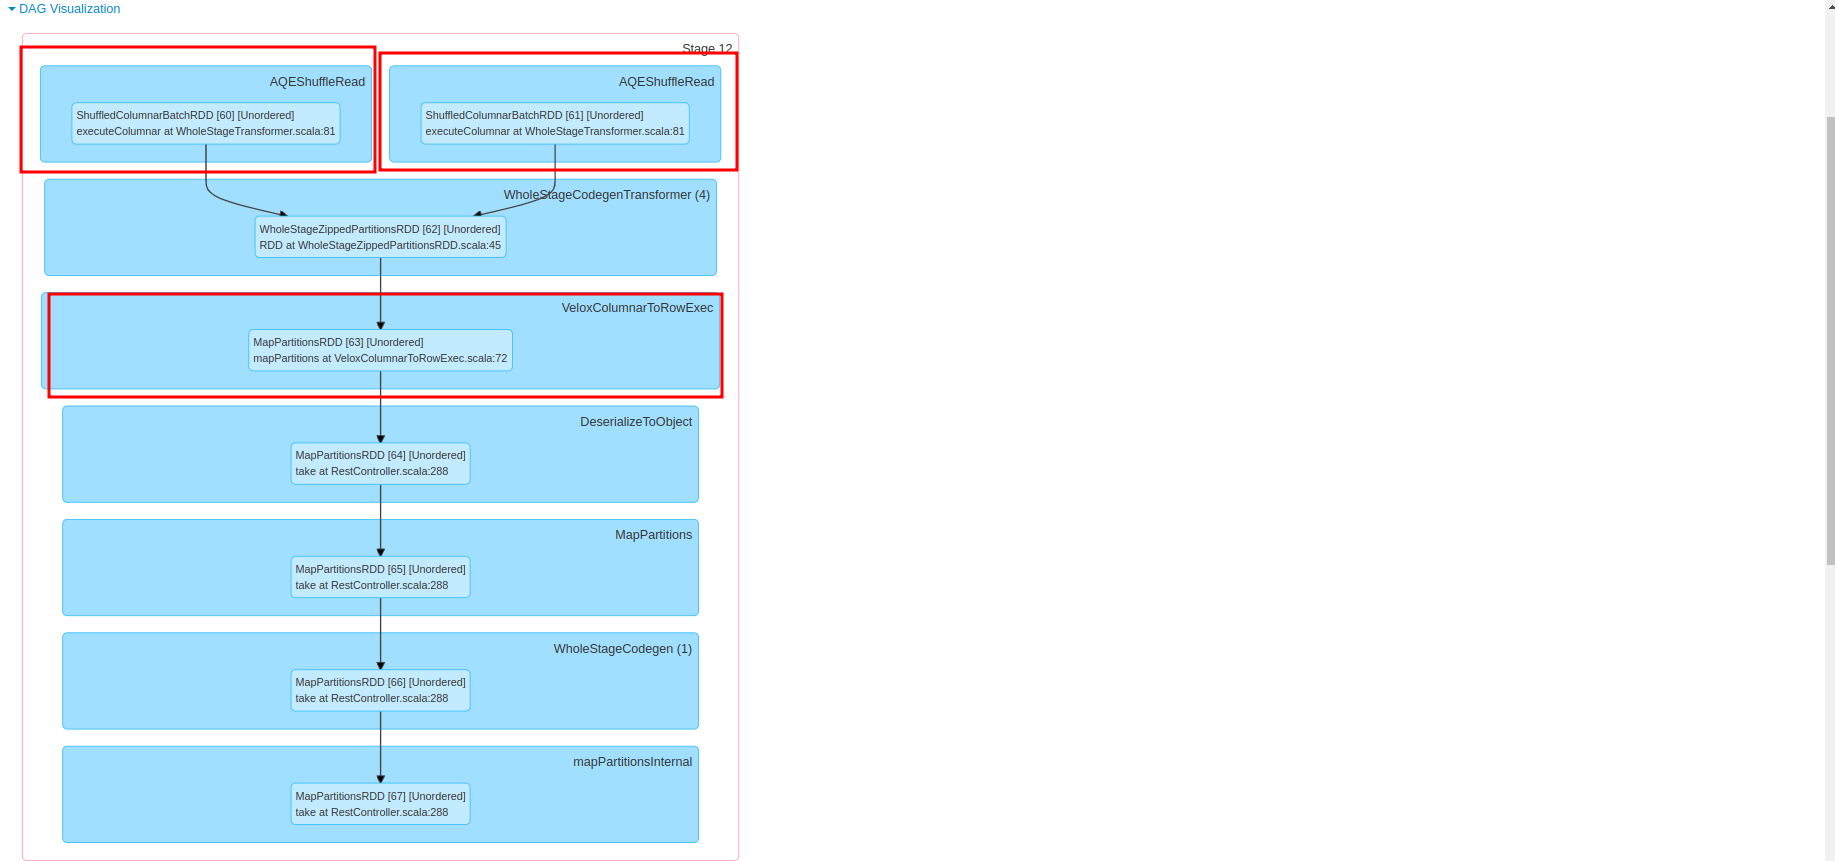 DAG Visualization
Stage 12
AQEShuffleRead
ShuffledColumnarBatchRDD [60] [Unordered]
executeColumnar at WholeStageTransformer.scala:81
AQEShuffleRead
ShuffledColumnarBatchRDD [61] [Unordered]
executeColumnar at WholeStageTransformer.scala:81
WholeStageCodegenTransformer (4)
WholeStageZippedPartitionsRDD [62] [Unordered]
RDD at WholeStageZippedPartitionsRDD.scala:45
VeloxColumnarToRowExec
MapPartitionsRDD [63] [Unordered]
mapPartitions at VeloxColumnarToRowExec.scala:72
DeserializeToObject
MapPartitionsRDD [64] [Unordered]
take at RestController.scala:288
MapPartitions
MapPartitionsRDD [65] [Unordered]
take at RestController.scala:288
WholeStageCodegen (1)
MapPartitionsRDD [66] [Unordered]
take at RestController.scala:288
mapPartitionsInternal
MapPartitionsRDD [67] [Unordered]
take at RestController.scala:288